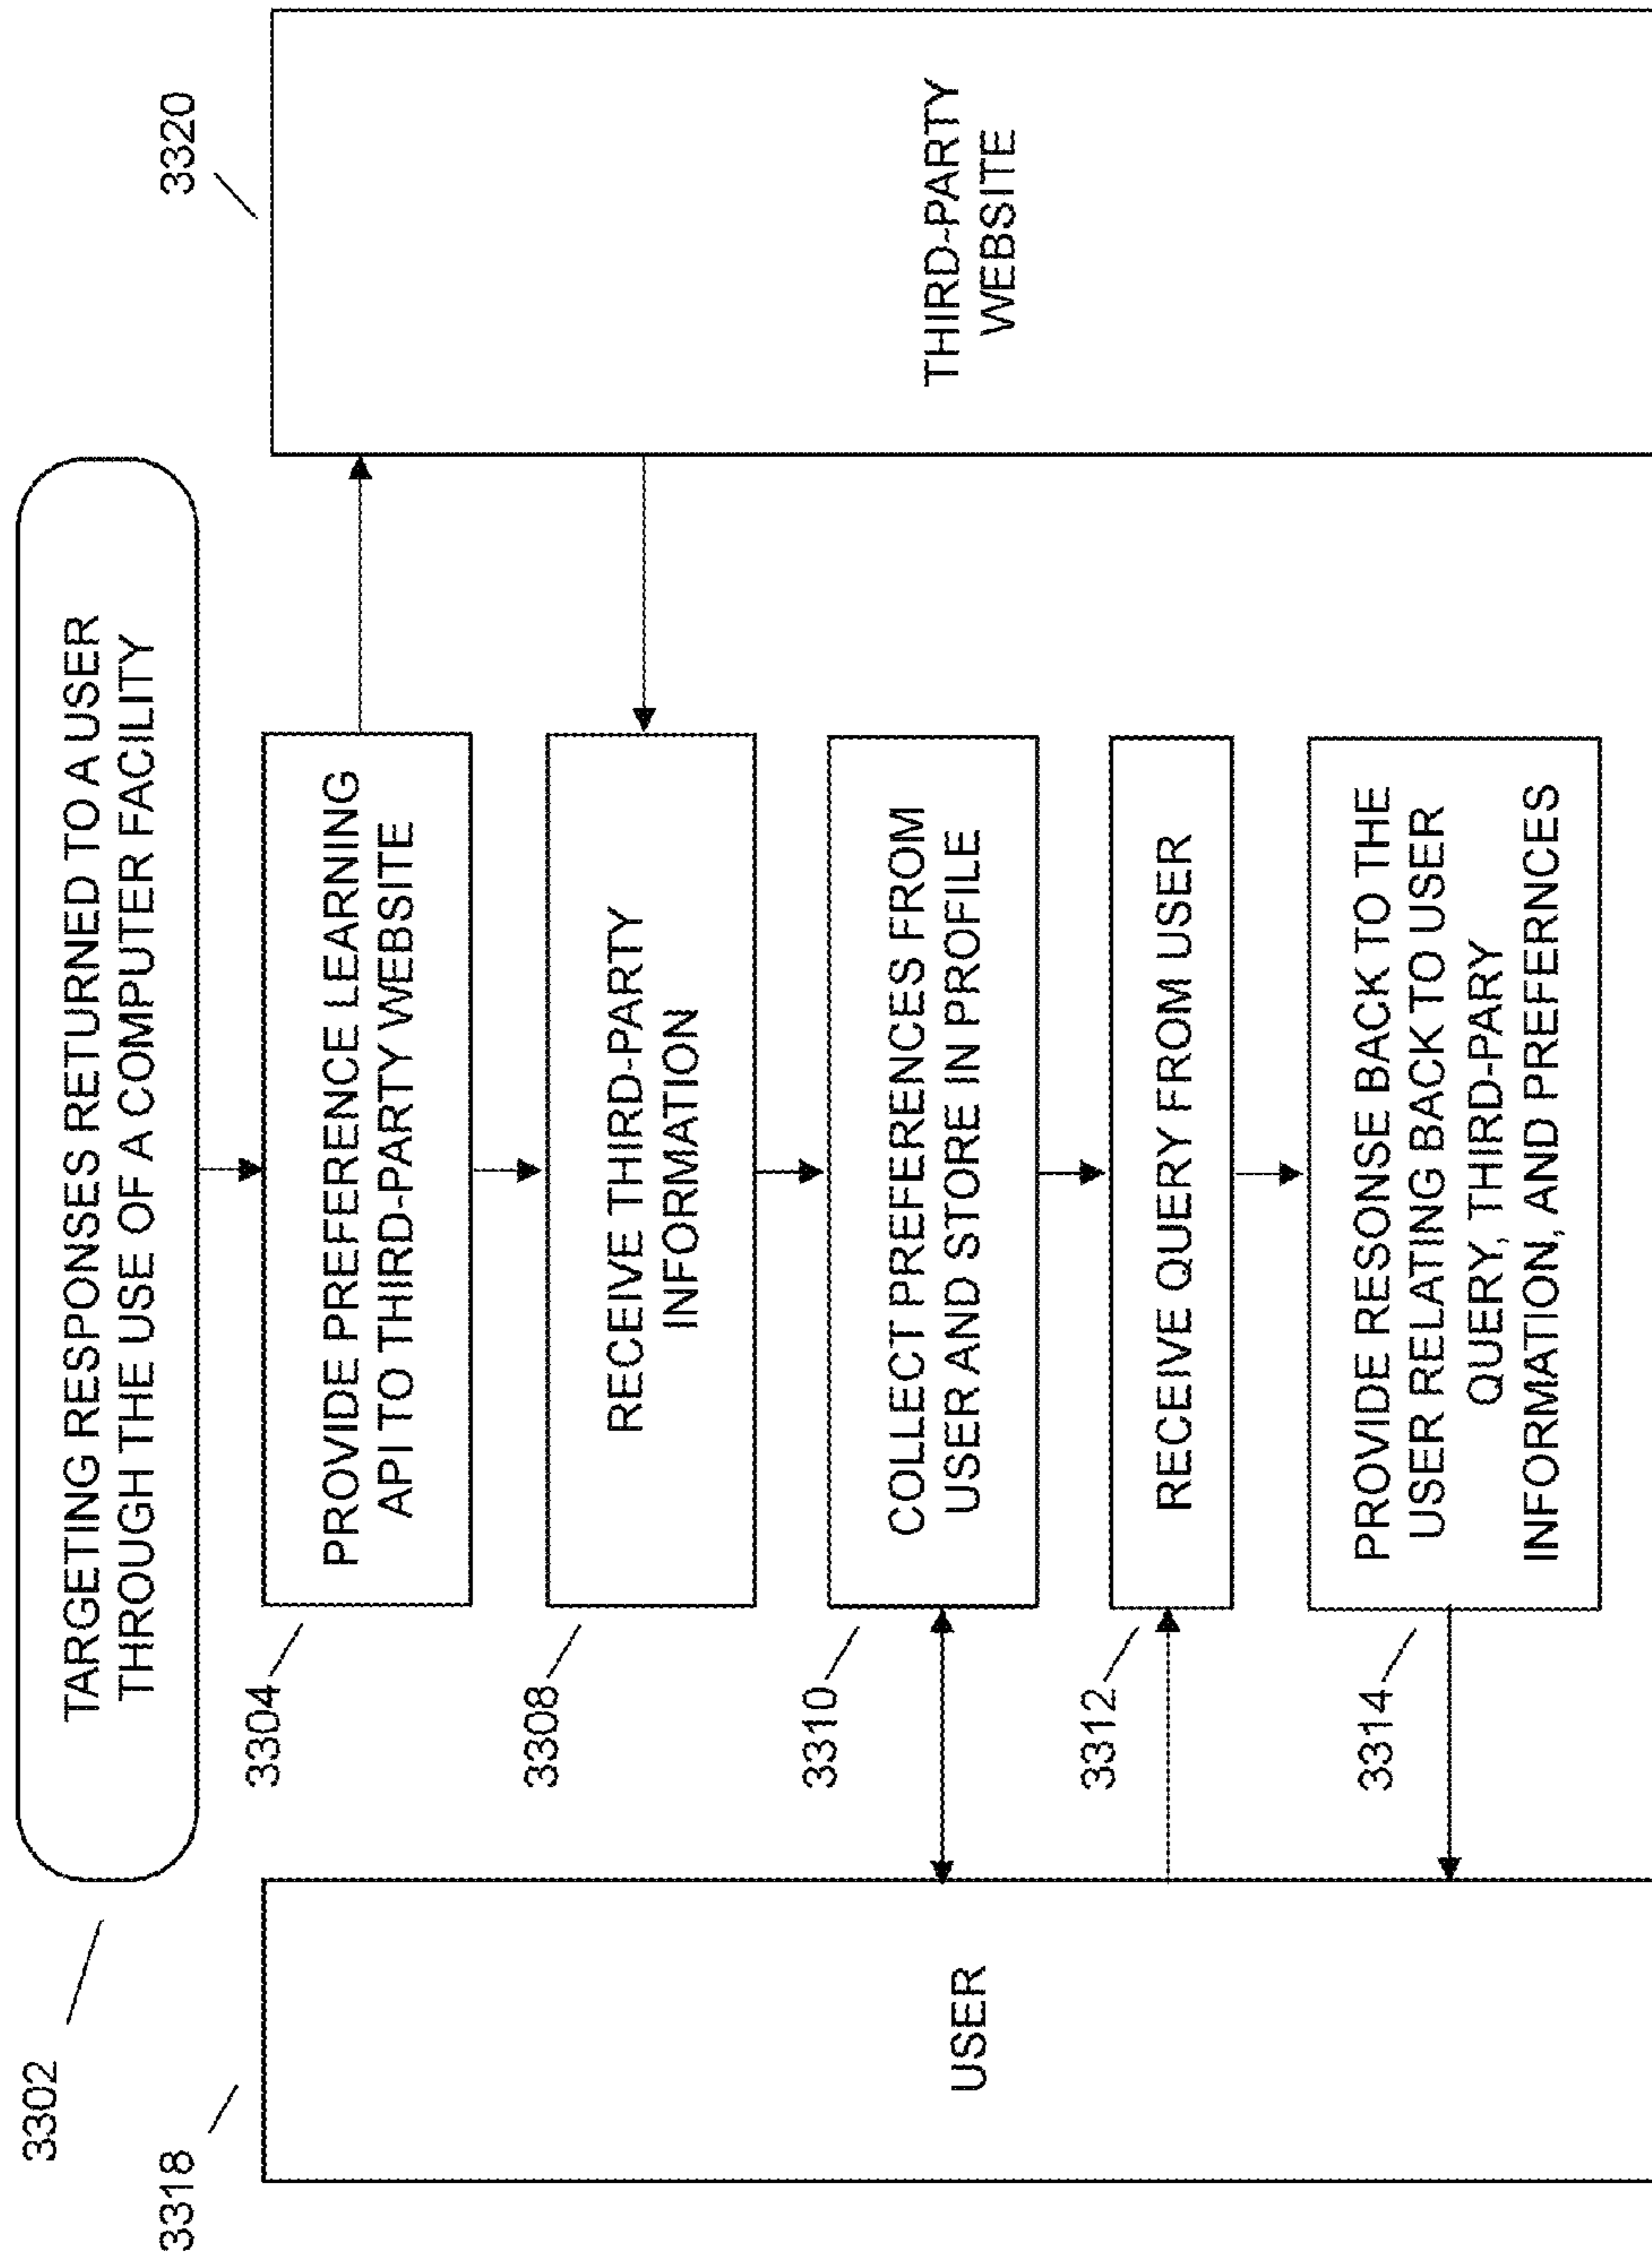 3302
TARGETING RESPONSES RETURNED TO A USER
THROUGH THE USE OF A COMPUTER FACILITY
3318
USER
3304
PROVIDE PREFERENCE LEARNING
API TO THIRD-PARTY WEBSITE
3308
RECEIVE THIRD-PARTY
INFORMATION
3310
COLLECT PREFERENCES FROM
USER AND STORE IN PROFILE
3312
RECEIVE QUERY FROM USER
3314
PROVIDE RESONSE BACK TO THE
USER RELATING BACK TO USER
QUERY, THIRD-PARY
INFORMATION, AND PREFERNCES
3320
THIRD-PARTY
WEBSITE